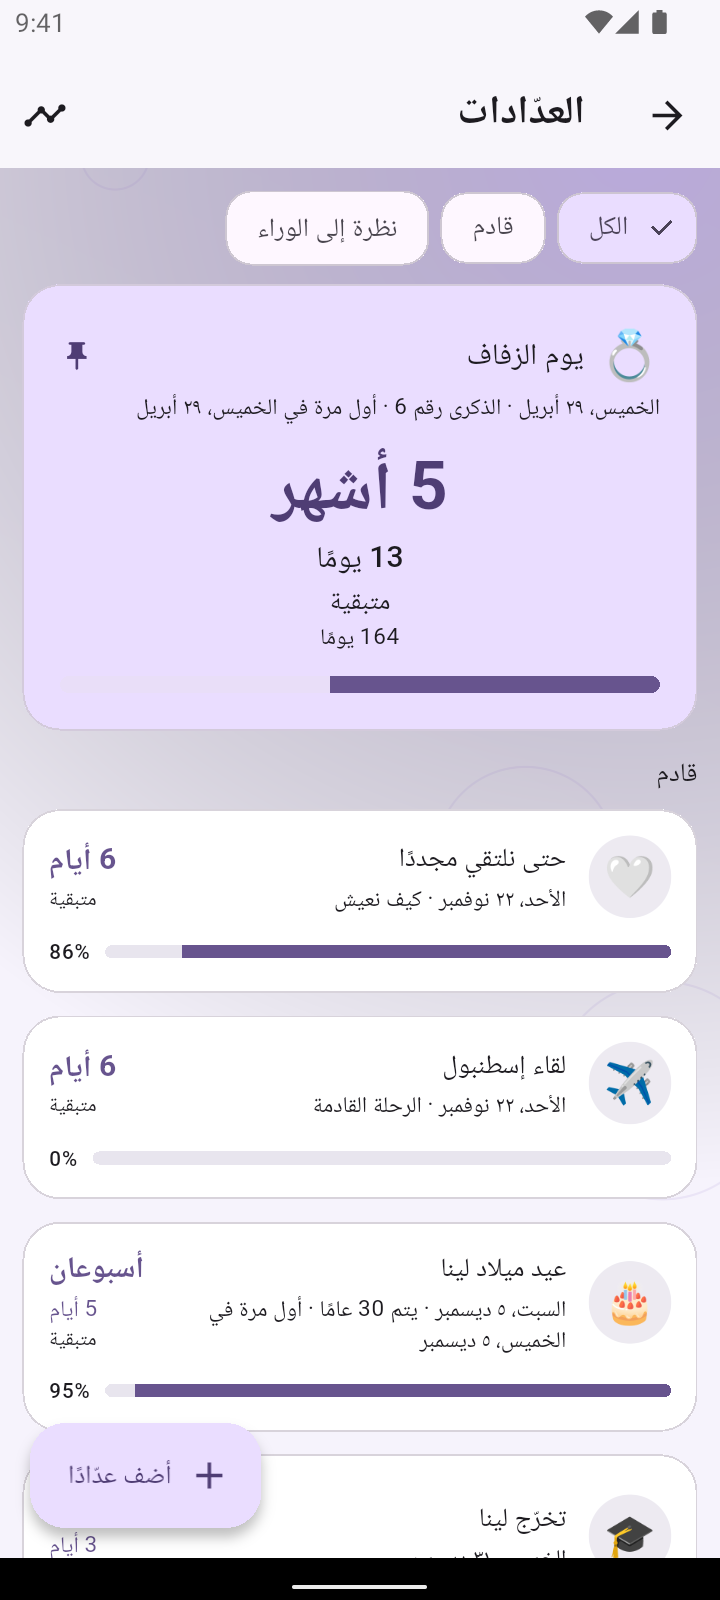 9:41
العدّادات
الكل
قادم
نظرة إلى الوراء
يوم الزفاف
الخميس، ٢٩ أبريل · الذكرى رقم 6 · أول مرة في الخميس، ٢٩ أبريل
5 أشهر
13 يومًا
متبقية
164 يومًا
قادم
حتى نلتقي مجددًا
6 أيام
الأحد، ٢٢ نوفمبر · كيف نعيش
متبقية
86%
لقاء إسطنبول
6 أيام
الأحد، ٢٢ نوفمبر · الرحلة القادمة
متبقية
0%
عيد ميلاد لينا
أسبوعان
السبت، ٥ ديسمبر · يتم 30 عامًا · أول مرة في
5 أيام
الخميس، ٥ ديسمبر
متبقية
95%
أضف عدّادًا
تخرّج لينا
3 أيام